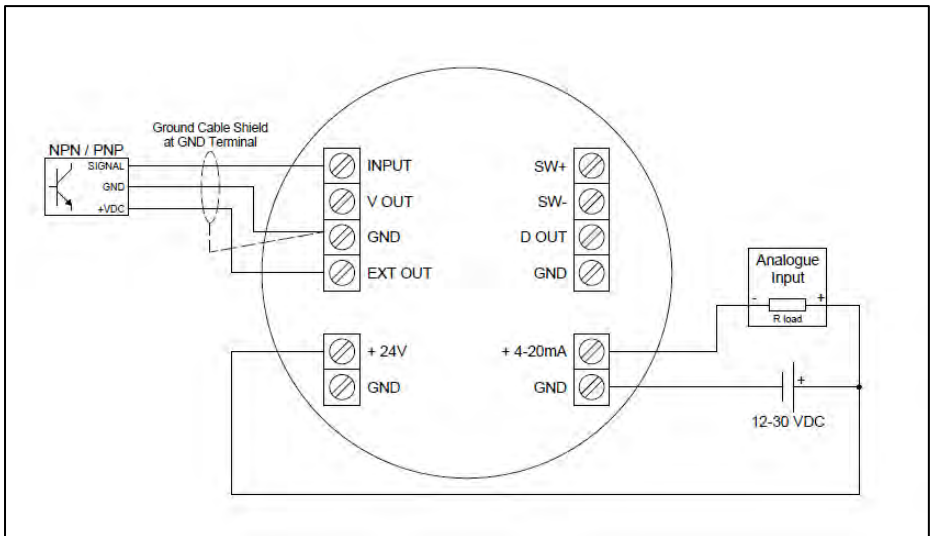 Ground Cable Shield
at GND Terminal
NPN / PNP
SIGNAL
GND
+VDC
INPUT
V OUT
GND
EXT OUT
+ 24V
GND
SW+
SW-
D OUT
GND
+ 4-20mA
GND
Analogue
Input
- +
R load
+
12-30 VDC